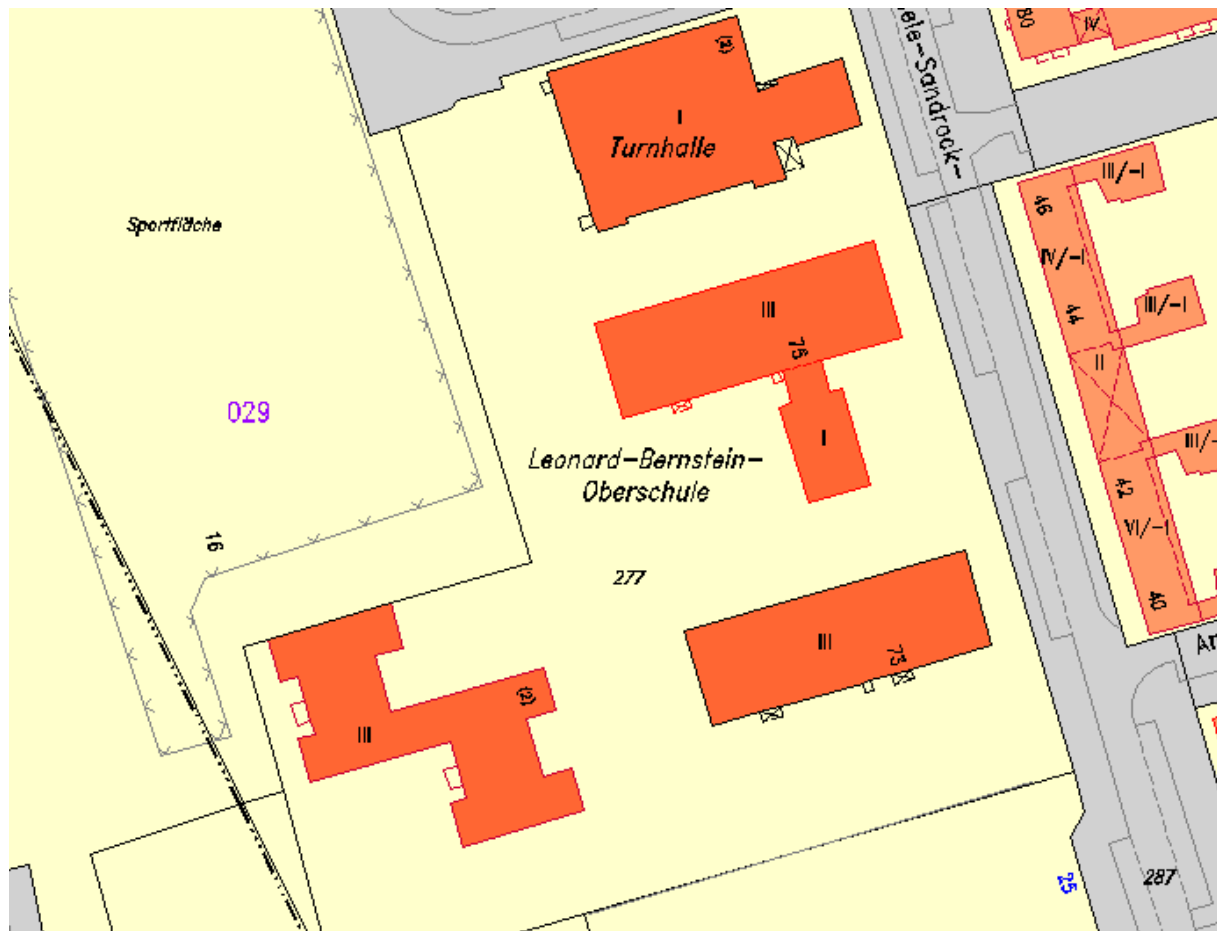 80
IV
(2)
I
Turnhalle
ele-Sandrock-
III/-I
46
Sportfläche
IV/-I
44
III/-I
III
75
II
029
I
Leonard-Bernstein-
Oberschule
III/-
42
VI/-I
16
277
40
III
73
(2)
III
25
287